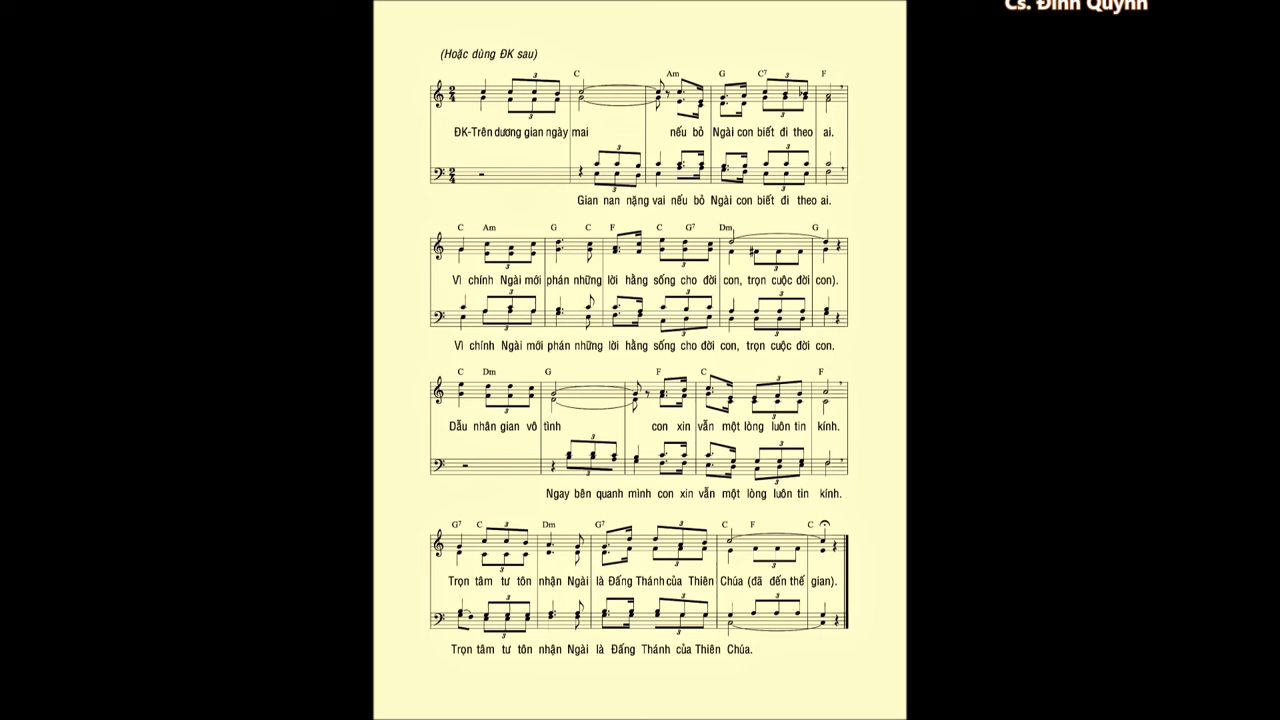 Cs. Đình Quỳnh
(Hoặc dùng ĐK sau)
C Am G C7 F
ĐK-Trên dương gian ngày mai nếu bỏ Ngài con biết đi theo ai.
Gian nan nặng vai nếu bỏ Ngài con biết đi theo ai.
C Am G C F C G7 Dm G
Vì chính Ngài mới phán những lời hằng sống cho đời con, trọn cuộc đời con).
Vì chính Ngài mới phán những lời hằng sống cho đời con, trọn cuộc đời con.
C Dm G F C F
Dẫu nhân gian vô tình con xin vẫn một lòng luôn tin kính.
Ngay bên quanh mình con xin vẫn một lòng luôn tin kính.
G7 C Dm G7 C F C
Trọn tâm tư tôn nhận Ngài là Đấng Thánh của Thiên Chúa (đã đến thế gian).
Trọn tâm tư tôn nhận Ngài là Đấng Thánh của Thiên Chúa.